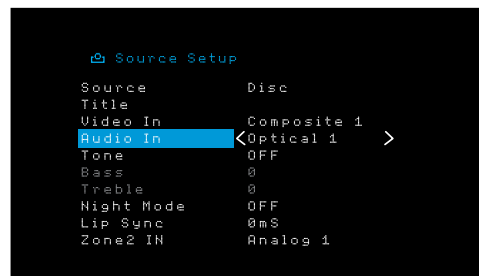 Source Setup
Source Disc
Title
Video In Composite 1
Audio In <Optical 1 >
Tone OFF
Bass 0
Treble 0
Night Mode OFF
Lip Sync 0mS
Zone2 IN Analog 1